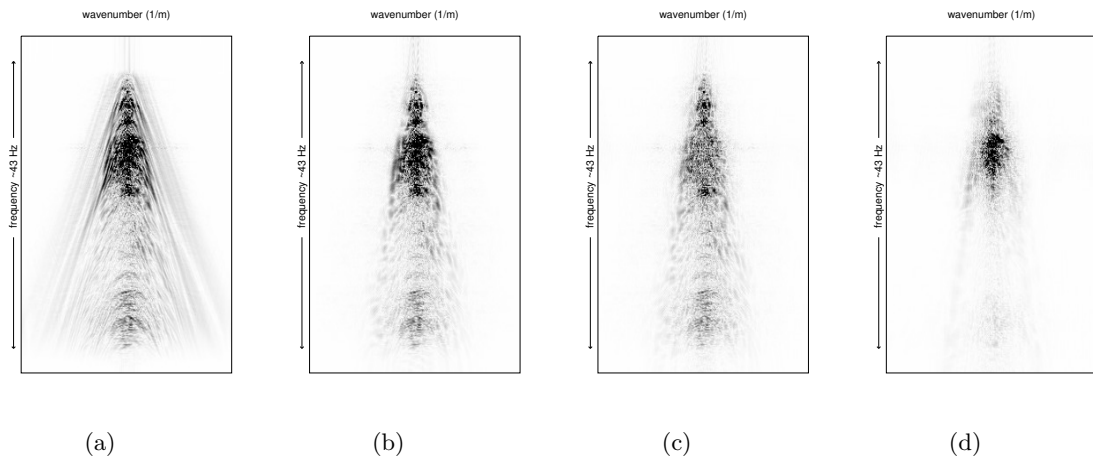 wavenumber (1/m)
wavenumber (1/m)
wavenumber (1/m)
wavenumber (1/m)
frequency ~43 Hz
frequency ~43 Hz
frequency ~43 Hz
frequency ~43 Hz
(a)
(b)
(c)
(d)